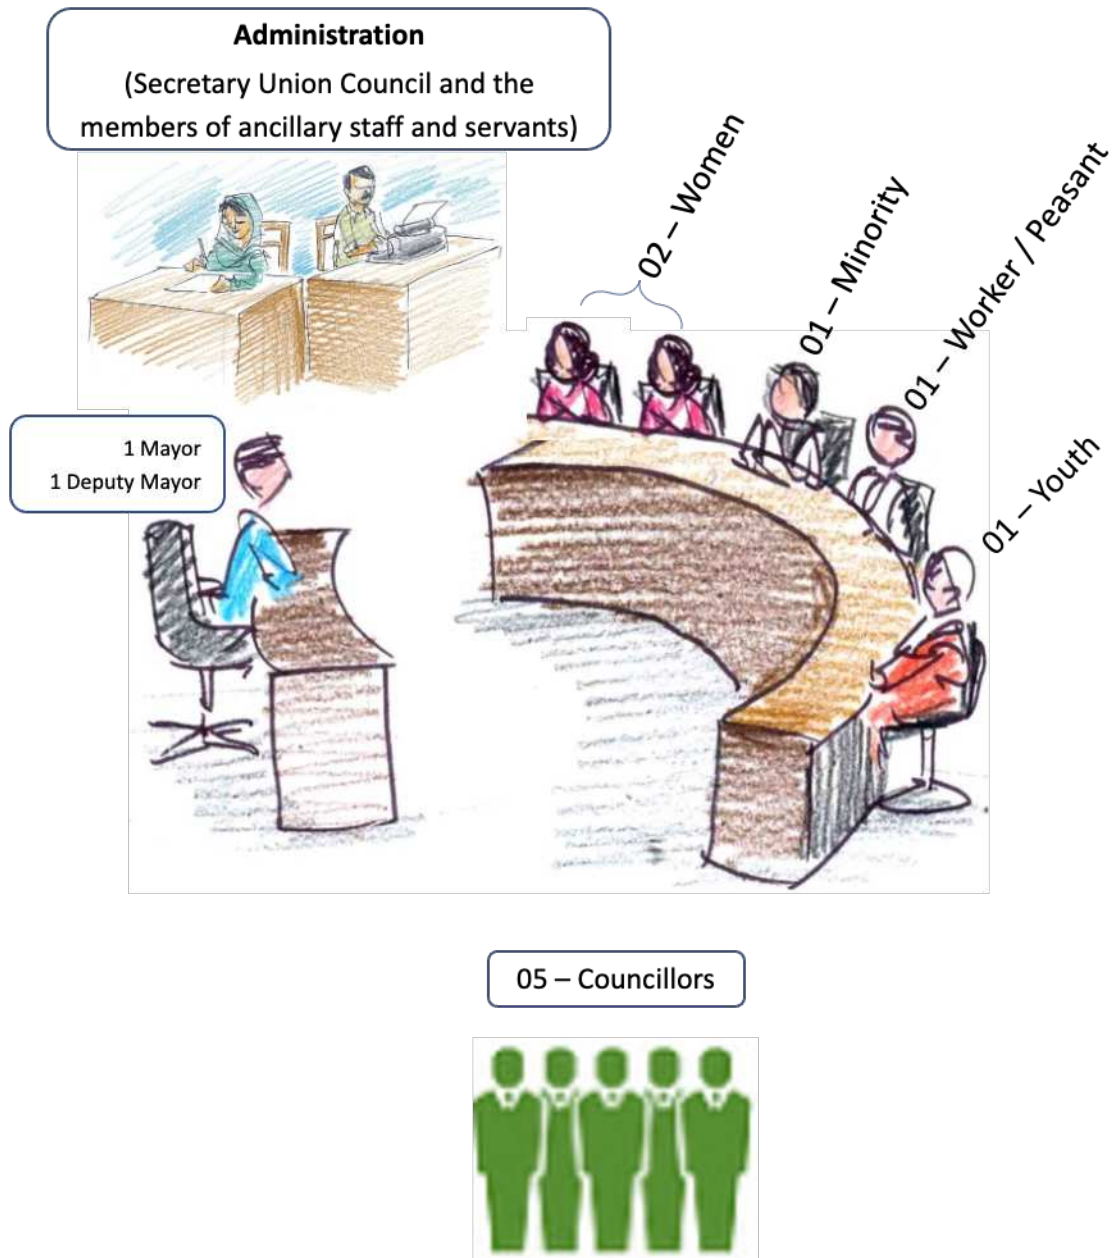 Administration
(Secretary Union Council and the
members of ancillary staff and servants)
02 – Women
01 – Minority
01 – Worker / Peasant
01 – Youth
1 Mayor
1 Deputy Mayor
05 – Councillors